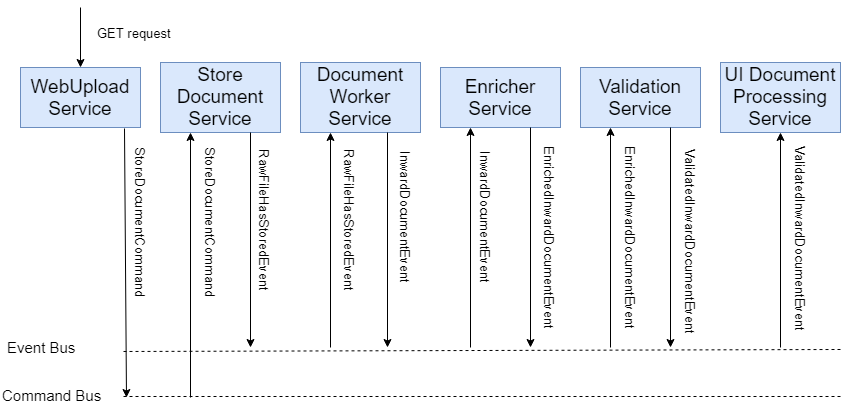 GET request
WebUpload
Service
Store
Document
Service
Document
Worker
Service
Enricher
Service
Validation
Service
UI Document
Processing
Service
StoreDocumentCommand
StoreDocumentCommand
RawFileHasStoredEvent
RawFileHasStoredEvent
InwardDocumentEvent
InwardDocumentEvent
EnrichedInwardDocumentEvent
EnrichedInwardDocumentEvent
ValidatedInwardDocumentEvent
ValidatedInwardDocumentEvent
Event Bus
Command Bus